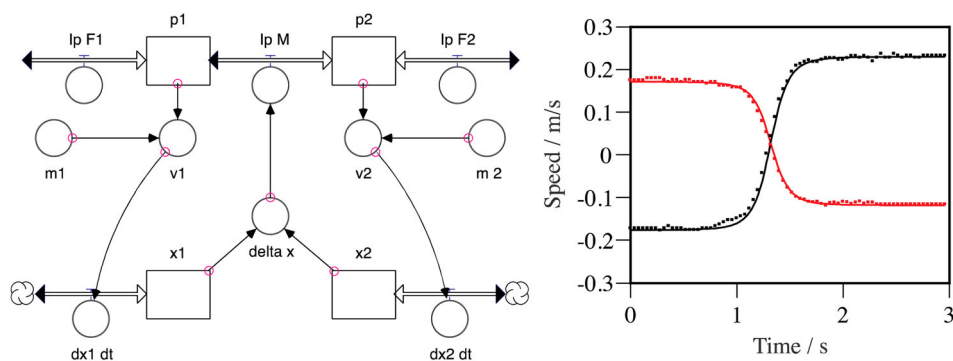 p1
p2
Ip F1
Ip M
Ip F2
m1
v1
v2
m 2
delta x
x1
x2
dx1 dt
dx2 dt
0.3
0.2
0.1
0
-0.1
-0.2
-0.3
Speed / m/s
0
1
2
3
Time / s